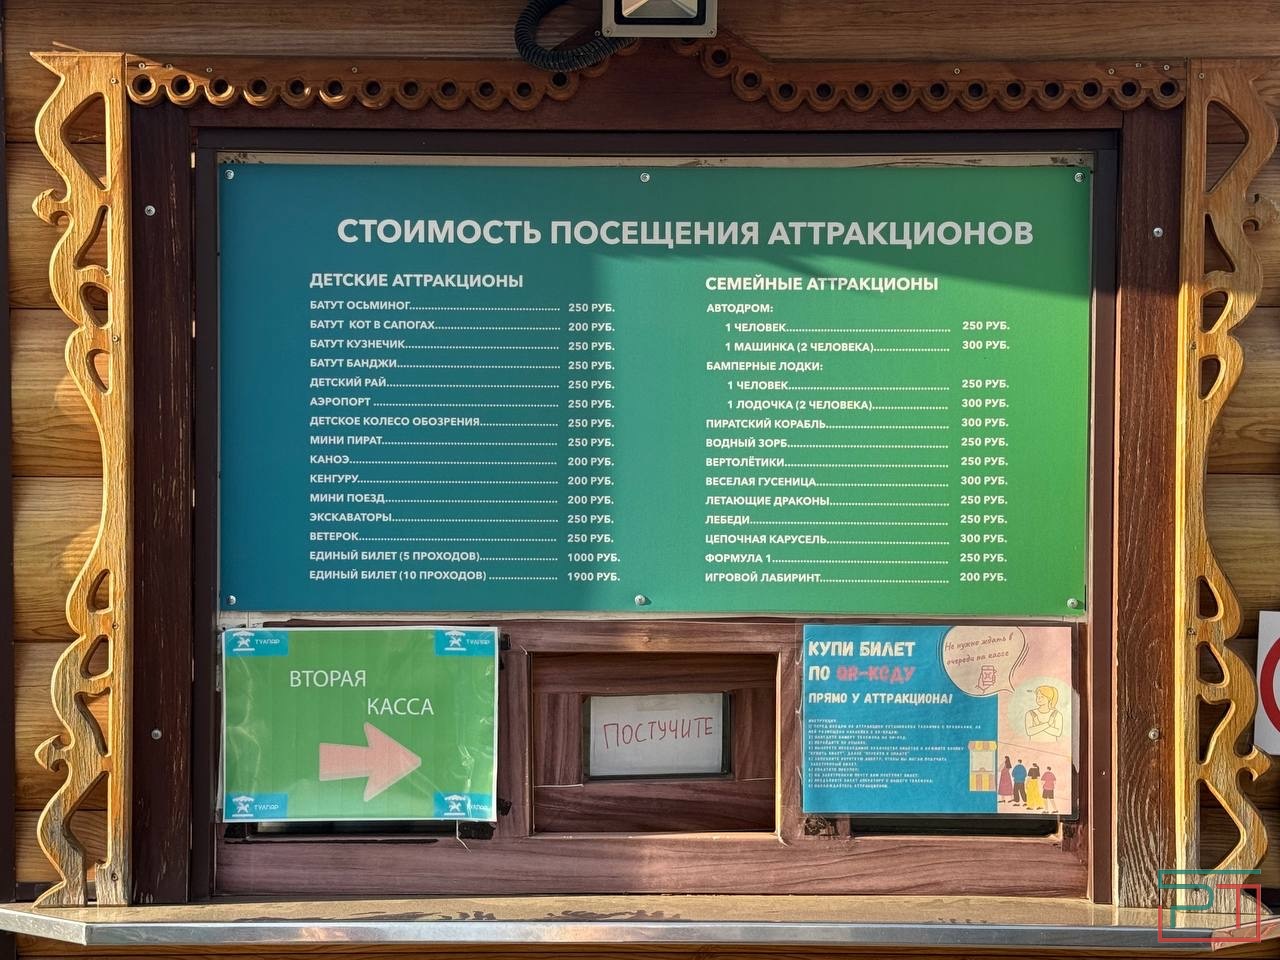 СТОИМОСТЬ ПОСЕЩЕНИЯ АТТРАКЦИОНОВ
ДЕТСКИЕ АТТРАКЦИОНЫ
БАТУТ ОСЬМИНОГ 250 РУБ.
БАТУТ КОТ В САПОГАХ 200 РУБ.
БАТУТ КУЗНЕЧИК 250 РУБ.
БАТУТ БАНДЖИ 250 РУБ.
ДЕТСКИЙ РАЙ 250 РУБ.
АЭРОПОРТ 250 РУБ.
ДЕТСКОЕ КОЛЕСО ОБОЗРЕНИЯ 250 РУБ.
МИНИ ПИРАТ 250 РУБ.
КАНОЭ 200 РУБ.
КЕНГУРУ 200 РУБ.
МИНИ ПОЕЗД 200 РУБ.
ЭКСКАВАТОРЫ 250 РУБ.
ВЕТЕРОК 250 РУБ.
ЕДИНЫЙ БИЛЕТ (5 ПРОХОДОВ) 1000 РУБ.
ЕДИНЫЙ БИЛЕТ (10 ПРОХОДОВ) 1900 РУБ.
СЕМЕЙНЫЕ АТТРАКЦИОНЫ
АВТОДРОМ:
1 ЧЕЛОВЕК 250 РУБ.
1 МАШИНКА (2 ЧЕЛОВЕКА) 300 РУБ.
БАМПЕРНЫЕ ЛОДКИ:
1 ЧЕЛОВЕК 250 РУБ.
1 ЛОДОЧКА (2 ЧЕЛОВЕКА) 300 РУБ.
ПИРАТСКИЙ КОРАБЛЬ 300 РУБ.
ВОДНЫЙ ЗОРБ 250 РУБ.
ВЕРТОЛЁТИКИ 250 РУБ.
ВЕСЕЛАЯ ГУСЕНИЦА 300 РУБ.
ЛЕТАЮЩИЕ ДРАКОНЫ 250 РУБ.
ЛЕБЕДИ 250 РУБ.
ЦЕПОЧНАЯ КАРУСЕЛЬ 300 РУБ.
ФОРМУЛА 1 250 РУБ.
ИГРОВОЙ ЛАБИРИНТ 200 РУБ.
ТУЛПАР
ТУЛПАР
ВТОРАЯ
КАССА
ТУЛПАР
ТУЛПАР
ПОСТУЧИТЕ
КУПИ БИЛЕТ
ПО QR-КОДУ
ПРЯМО У АТТРАКЦИОНА!
Не нужно ждать в
очереди на кассе
ИНСТРУКЦИЯ: